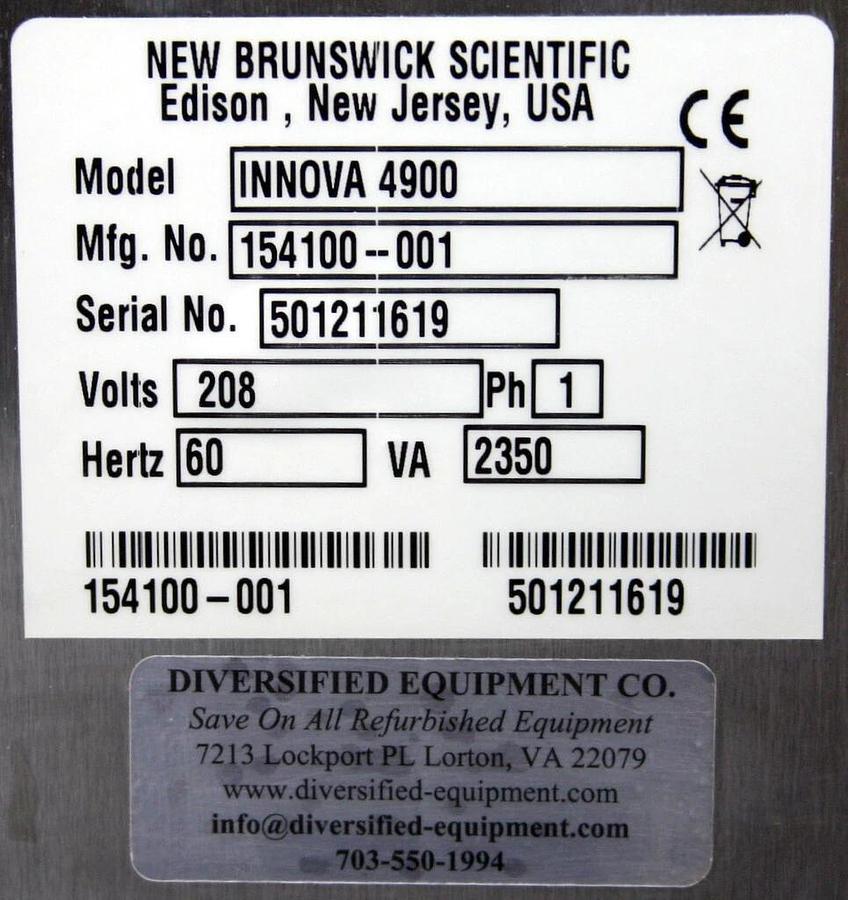 NEW BRUNSWICK SCIENTIFIC
Edison , New Jersey, USA
CE
Model INNOVA 4900
Mfg. No. 154100--001
Serial No. 501211619
Volts 208 Ph 1
Hertz 60 VA 2350
154100-001 501211619
DIVERSIFIED EQUIPMENT CO.
Save On All Refurbished Equipment
7213 Lockport PL Lorton, VA 22079
www.diversified-equipment.com
info@diversified-equipment.com
703-550-1994